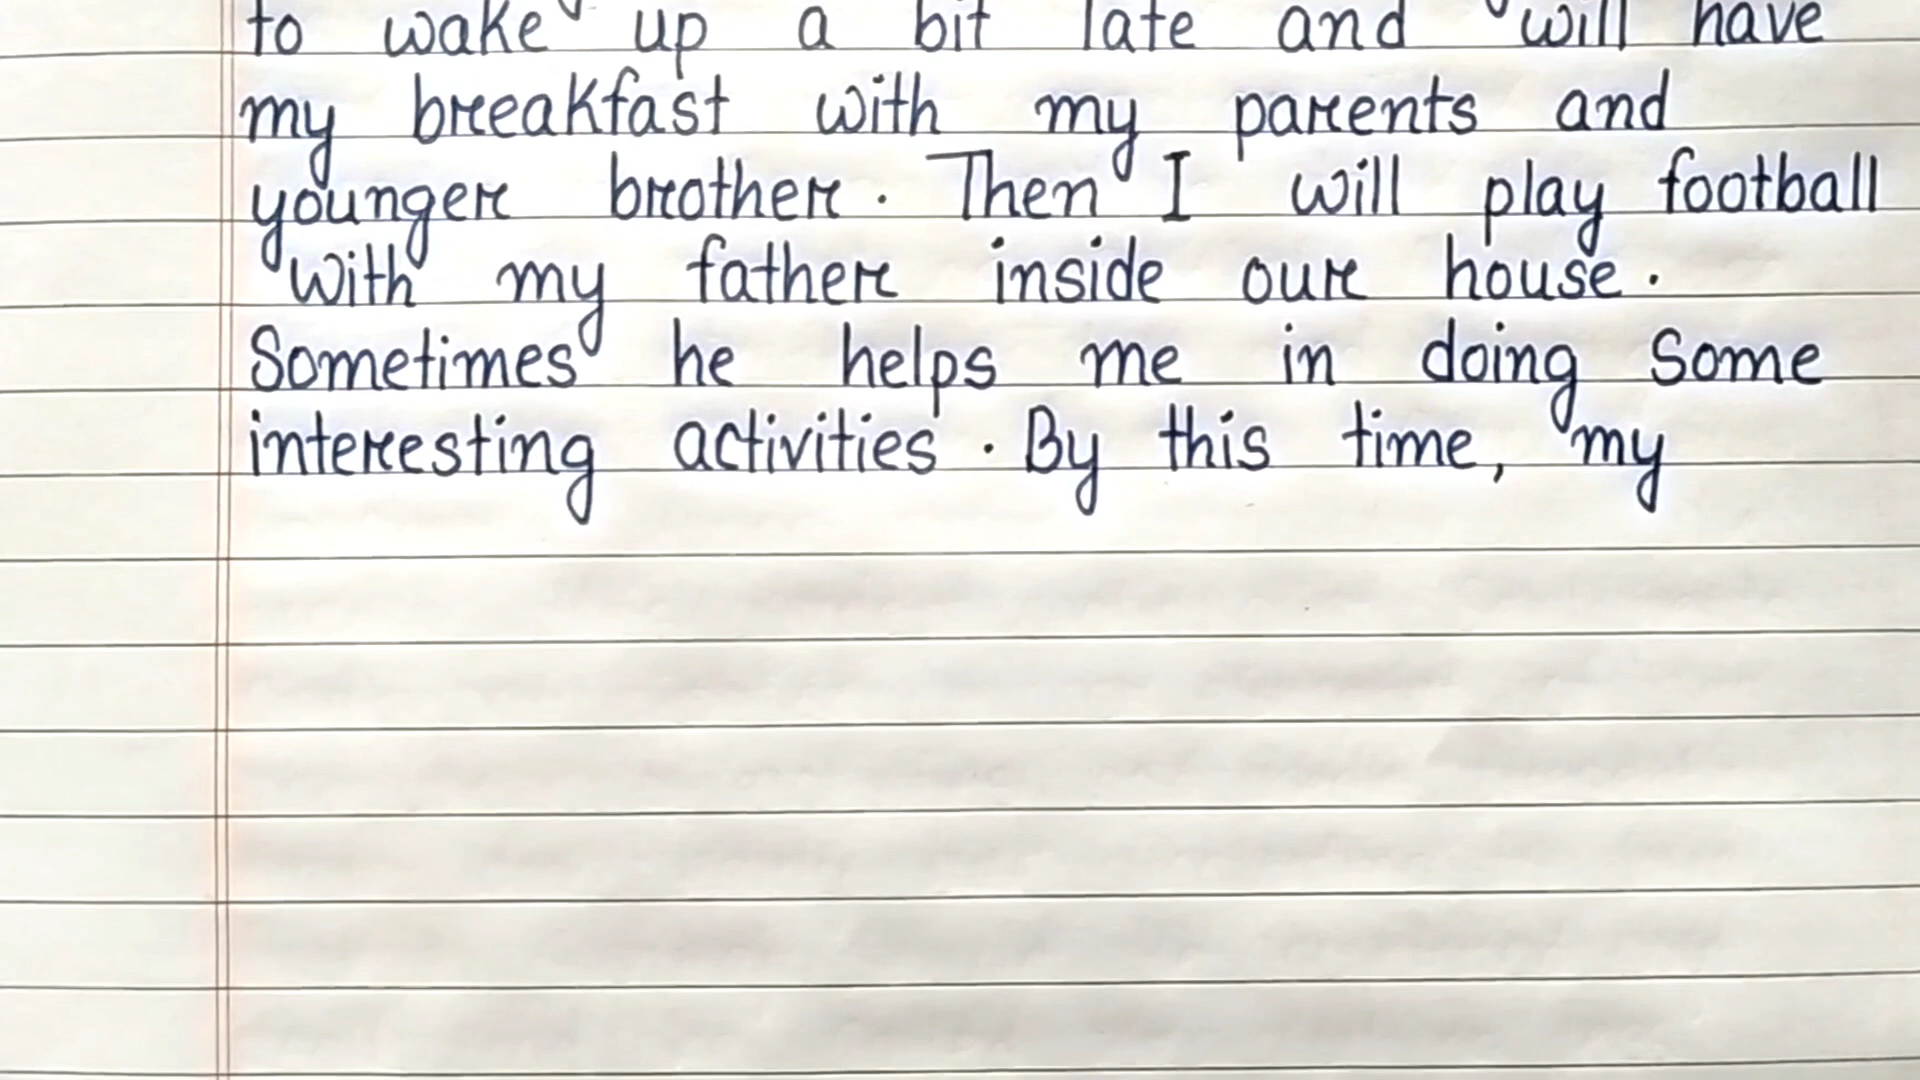 to wake up a bit late and will have
my breakfast with my parents and
younger brother. Then I will play football
with my father inside our house.
Sometimes he helps me in doing some
interesting activities. By this time, my